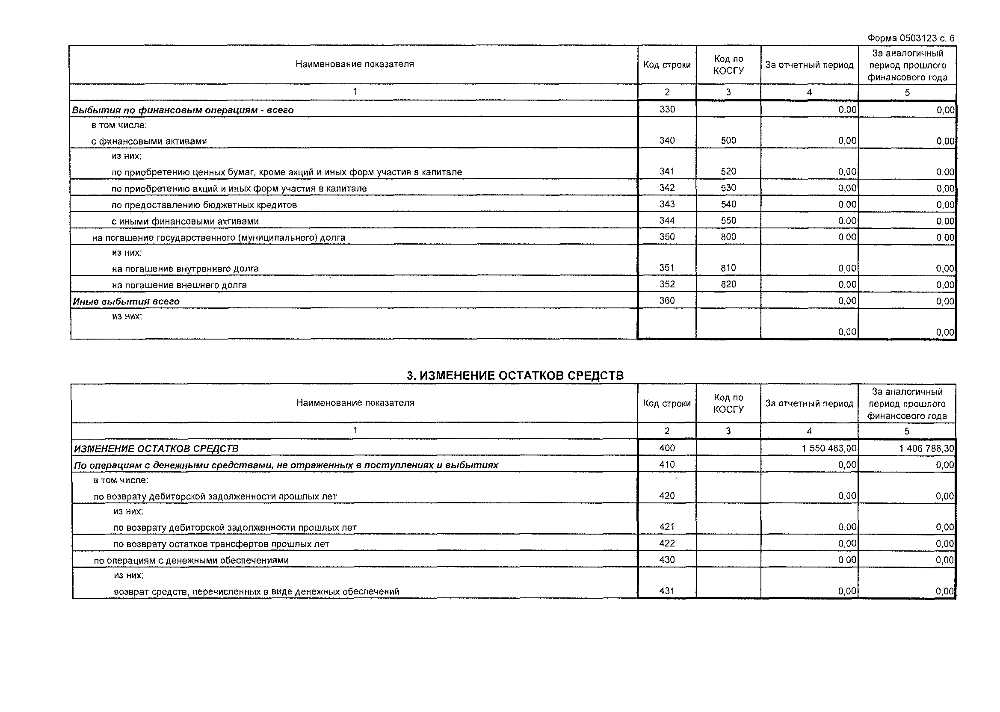 Форма 0503123 с. 6
Наименование показателя Код строки Код по КОСГУ За отчетный период За аналогичный период прошлого финансового года
1 2 3 4 5
Выбытия по финансовым операциям - всего 330 0,00 0,00
в том числе:
с финансовыми активами 340 500 0,00 0,00
из них:
по приобретению ценных бумаг, кроме акций и иных форм участия в капитале 341 520 0,00 0,00
по приобретению акций и иных форм участия в капитале 342 530 0,00 0,00
по предоставлению бюджетных кредитов 343 540 0,00 0,00
с иными финансовыми активами 344 550 0,00 0,00
на погашение государственного (муниципального) долга 350 800 0,00 0,00
из них:
на погашение внутреннего долга 351 810 0,00 0,00
на погашение внешнего долга 352 820 0,00 0,00
Иные выбытия всего 360 0,00 0,00
из них:
0,00 0,00
3. ИЗМЕНЕНИЕ ОСТАТКОВ СРЕДСТВ
Наименование показателя Код строки Код по КОСГУ За отчетный период За аналогичный период прошлого финансового года
1 2 3 4 5
ИЗМЕНЕНИЕ ОСТАТКОВ СРЕДСТВ 400 1 550 483,00 1 406 788,30
По операциям с денежными средствами, не отраженных в поступлениях и выбытиях 410 0,00 0,00
в том числе:
по возврату дебиторской задолженности прошлых лет 420 0,00 0,00
из них:
по возврату дебиторской задолженности прошлых лет 421 0,00 0,00
по возврату остатков трансфертов прошлых лет 422 0,00 0,00
по операциям с денежными обеспечениями 430 0,00 0,00
из них:
возврат средств, перечисленных в виде денежных обеспечений 431 0,00 0,00